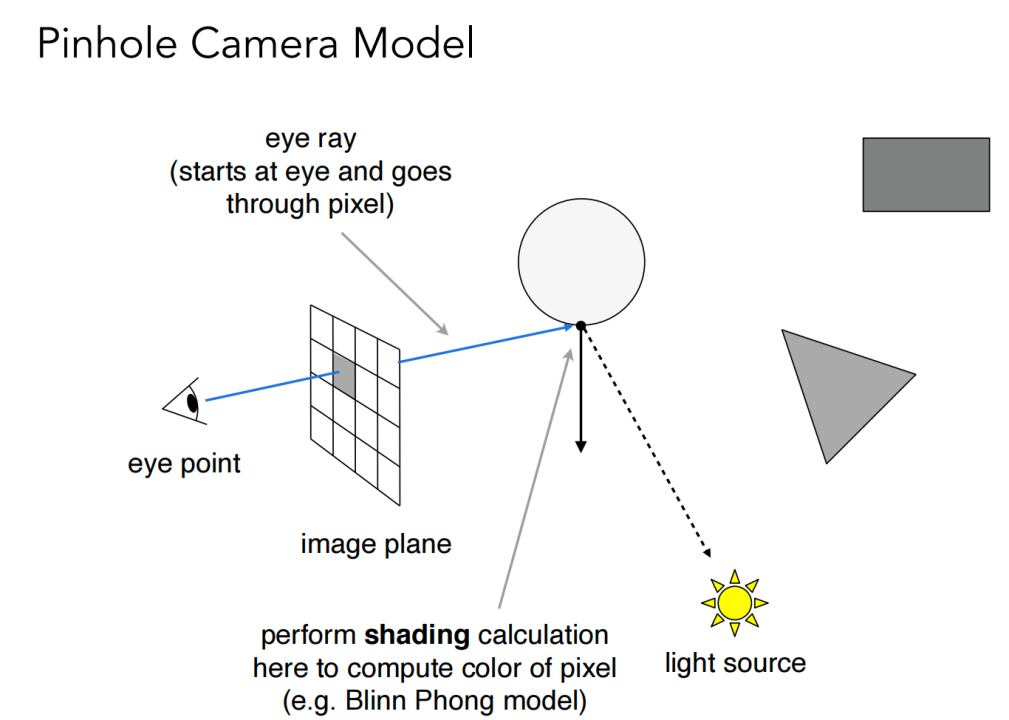 Pinhole Camera Model
eye ray
(starts at eye and goes
through pixel)
eye point
image plane
perform shading calculation
here to compute color of pixel
(e.g. Blinn Phong model)
light source